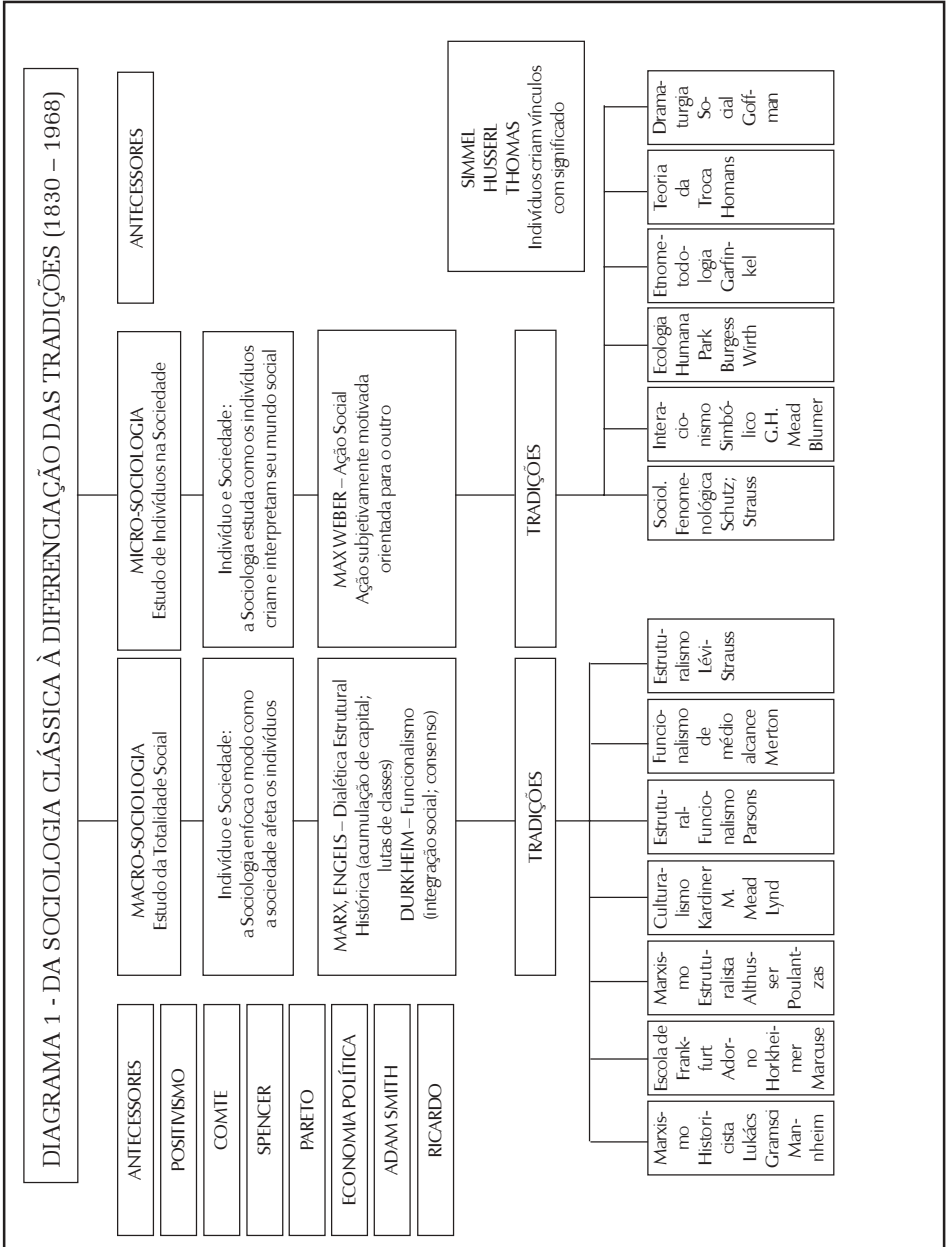 DIAGRAMA 1 - DA SOCIOLOGIA CLÁSSICA À DIFERENCIAÇÃO DAS TRADIÇÕES (1830 – 1968)
ANTECESSORES
POSITIVISMO
COMTE
SPENCER
PARETO
ECONOMIA POLÍTICA
ADAM SMITH
RICARDO
MACRO-SOCIOLOGIA
Estudo da Totalidade Social
Indivíduo e Sociedade:
a Sociologia enfoca o modo como
a sociedade afeta os indivíduos
MARX, ENGELS – Dialética Estrutural
Histórica (acumulação de capital;
lutas de classes)
DURKHEIM – Funcionalismo
(integração social; consenso)
TRADIÇÕES
MICRO-SOCIOLOGIA
Estudo de Indivíduos na Sociedade
Indivíduo e Sociedade:
a Sociologia estuda como os indivíduos
criam e interpretam seu mundo social
MAX WEBER – Ação Social
Ação subjetivamente motivada
orientada para o outro
TRADIÇÕES
ANTECESSORES
SIMMEL
HUSSERL
THOMAS
Indivíduos criam vínculos
com significado
Marxis-
mo
Histori-
cista
Lukács
Gramsci
Man-
nheim
Escola de
Frank-
furt
Ador-
no
Horkhei-
mer
Marcuse
Marxis-
mo
Estrutu-
ralista
Althus-
ser
Poulant-
zas
Cultura-
lismo
Kardiner
M.
Mead
Lynd
Estrutu-
ral-
Funcio-
nalismo
Parsons
Funcio-
nalismo
de
médio
alcance
Merton
Estrutu-
ralismo
Lévi-
Strauss
Sociol.
Fenome-
nológica
Schutz;
Strauss
Intera-
cio-
nismo
Simbó-
lico
G.H.
Mead
Blumer
Ecologia
Humana
Park
Burgess
Wirth
Etnome-
todo-
logia
Garfin-
kel
Teoria
da
Troca
Homans
Drama-
turgia
So-
cial
Goff-
man